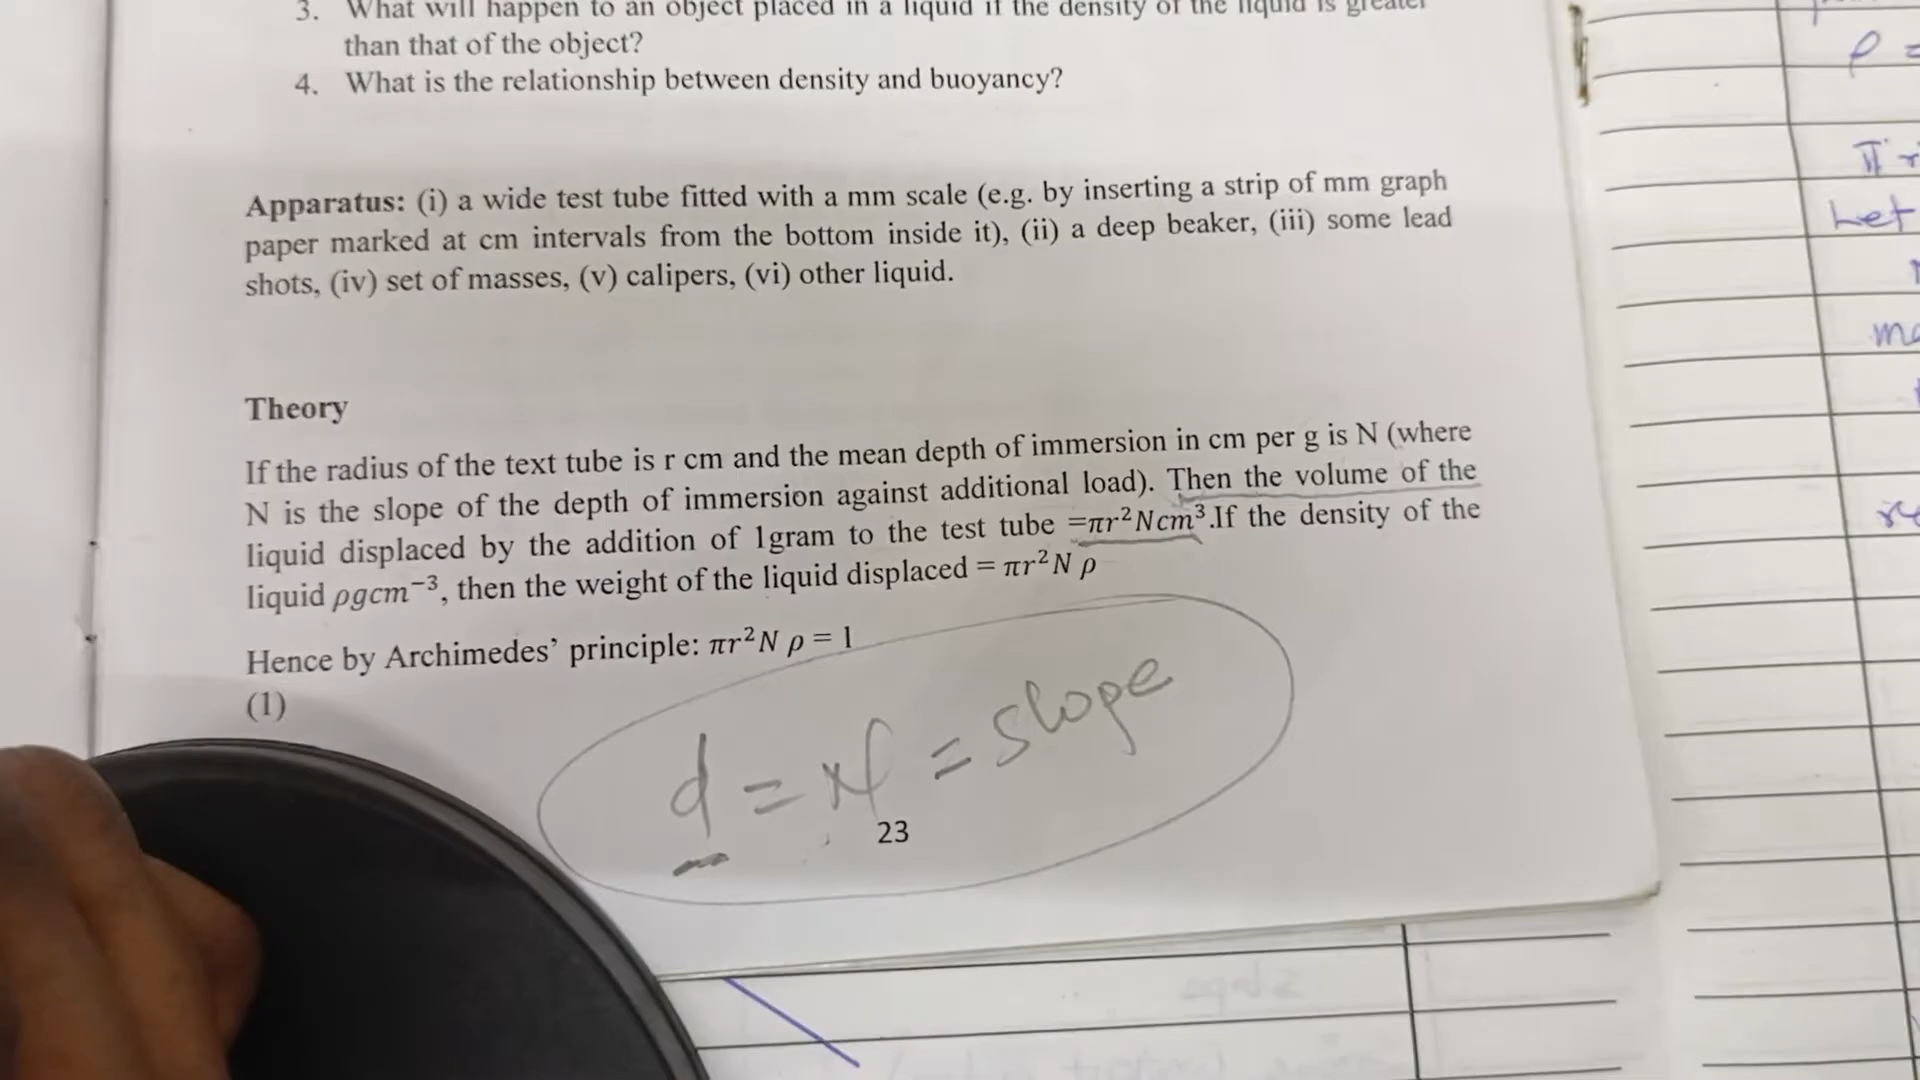 3. What will happen to an object placed in a liquid if the density of the liquid is greater
than that of the object?
4. What is the relationship between density and buoyancy?
Apparatus: (i) a wide test tube fitted with a mm scale (e.g. by inserting a strip of mm graph
paper marked at cm intervals from the bottom inside it), (ii) a deep beaker, (iii) some lead
shots, (iv) set of masses, (v) calipers, (vi) other liquid.
Theory
If the radius of the text tube is r cm and the mean depth of immersion in cm per g is N (where
N is the slope of the depth of immersion against additional load). Then the volume of the
liquid displaced by the addition of 1gram to the test tube =πr²Ncm³.If the density of the
liquid ρgcm⁻³, then the weight of the liquid displaced = πr²N ρ
Hence by Archimedes’ principle: πr²N ρ = 1
(1)
d = = slope
23
ρ =
Let